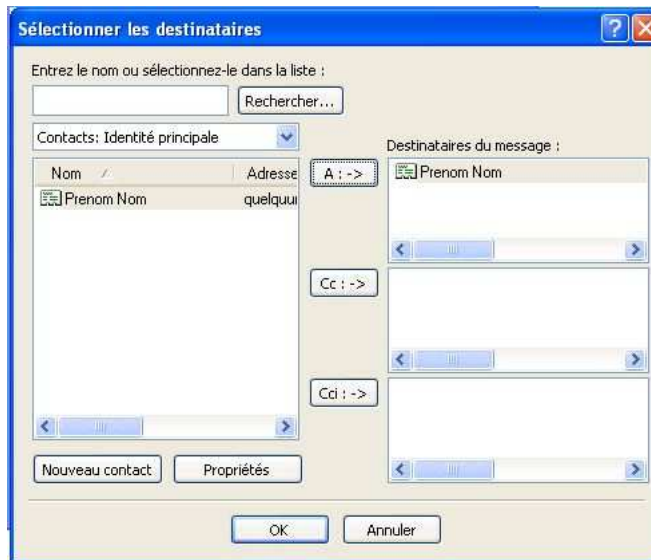 Sélectionner les destinataires
Entrez le nom ou sélectionnez-le dans la liste :
Rechercher...
Contacts: Identité principale
Destinataires du message :
Nom Adresse
A : ->
Prenom Nom
Prenom Nom quelquu
Cc : ->
Cci : ->
Nouveau contact Propriétés
OK Annuler